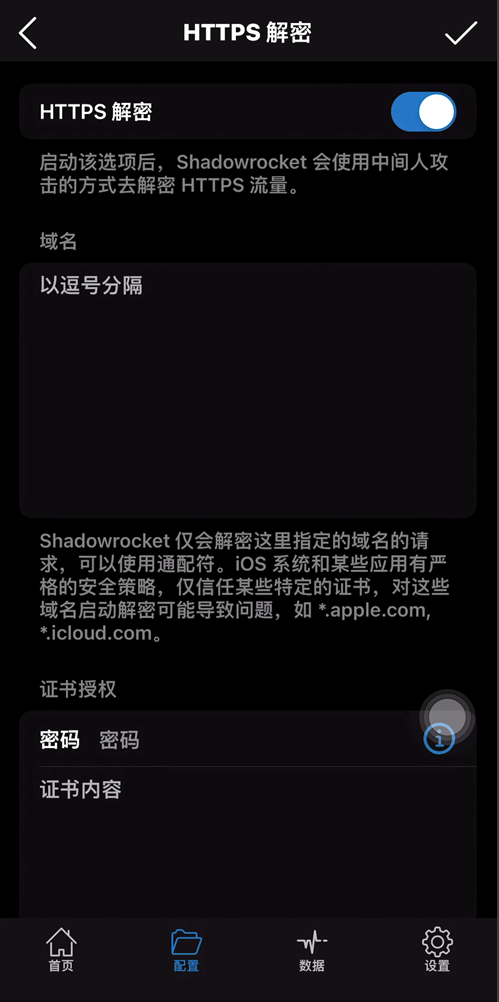 HTTPS 解密
HTTPS 解密
启动该选项后，Shadowrocket 会使用中间人攻
击的方式去解密 HTTPS 流量。
域名
以逗号分隔
Shadowrocket 仅会解密这里指定的域名的请
求，可以使用通配符。iOS 系统和某些应用有严
格的安全策略，仅信任某些特定的证书，对这些
域名启动解密可能导致问题，如 *.apple.com,
*.icloud.com。
证书授权
密码 密码
证书内容
首页 配置 数据 设置